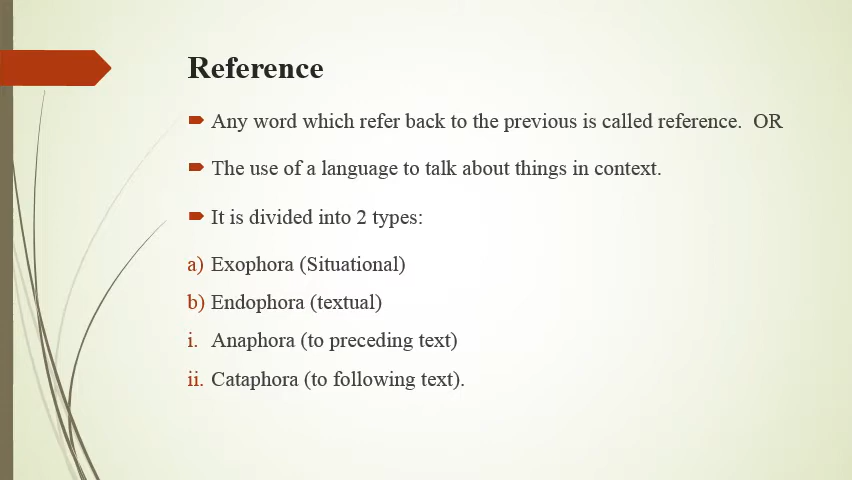 Reference
Any word which refer back to the previous is called reference.  OR
The use of a language to talk about things in context.
It is divided into 2 types:
a) Exophora (Situational)
b) Endophora (textual)
i. Anaphora (to preceding text)
ii. Cataphora (to following text).